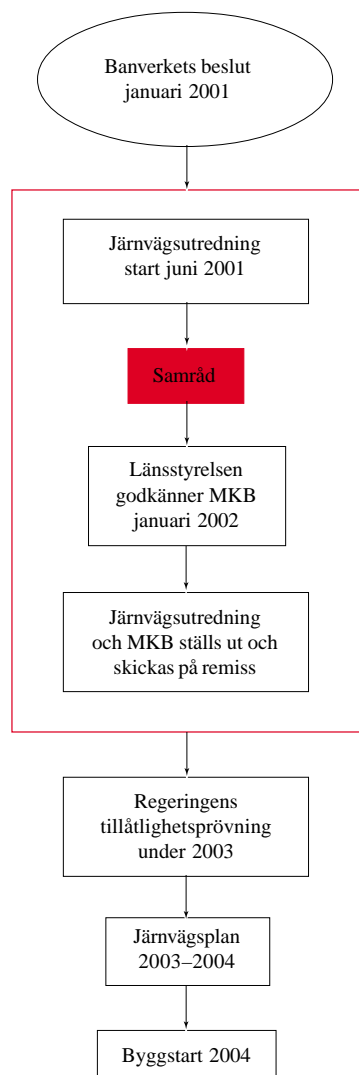 Banverkets beslut
januari 2001
Järnvägsutredning
start juni 2001
Samråd
Länsstyrelsen
godkänner MKB
januari 2002
Järnvägsutredning
och MKB ställs ut och
skickas på remiss
Regeringens
tillåtlighetsprövning
under 2003
Järnvägsplan
2003–2004
Byggstart 2004